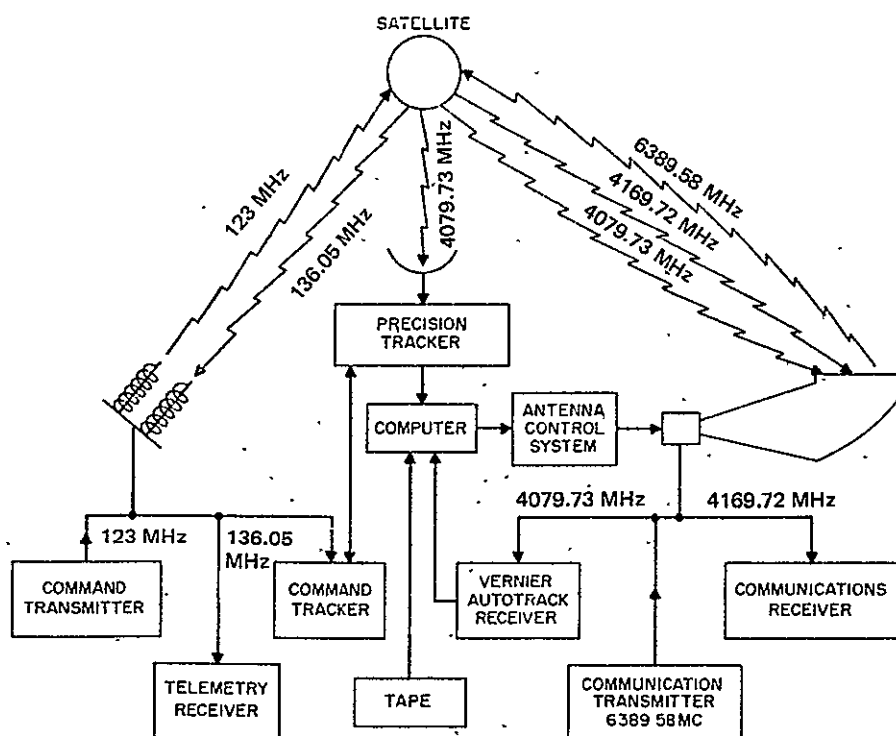 SATELLITE
123 MHz
136.05 MHz
4079.73 MHz
6389.58 MHz
4169.72 MHz
4079.73 MHz
PRECISION
TRACKER
COMPUTER
ANTENNA
CONTROL
SYSTEM
4079.73 MHz
4169.72 MHz
123 MHz
136.05
MHz
COMMAND
TRANSMITTER
COMMAND
TRACKER
VERNIER
AUTOTRACK
RECEIVER
COMMUNICATIONS
RECEIVER
TELEMETRY
RECEIVER
TAPE
COMMUNICATION
TRANSMITTER
6389 58MC